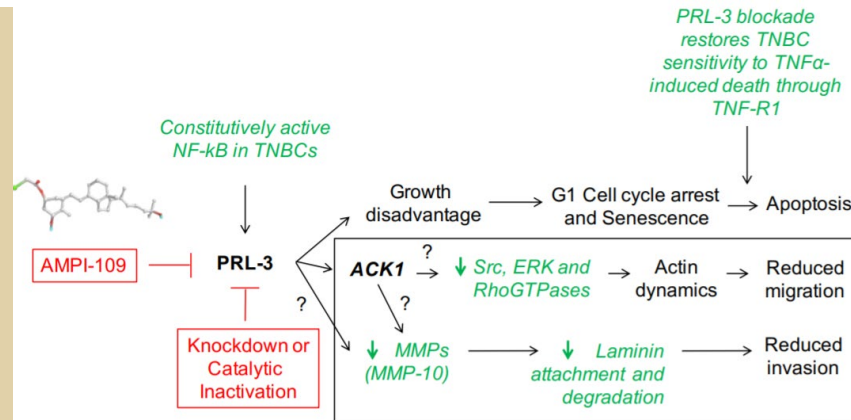 PRL-3 blockade
restores TNBC
sensitivity to TNFα-
induced death through
TNF-R1
Constitutively active
NF-kB in TNBCs
Growth
disadvantage
G1 Cell cycle arrest
and Senescence
Apoptosis
AMPI-109
PRL-3
ACK1
?
Src, ERK and
RhoGTPases
Actin
dynamics
Reduced
migration
?
?
Knockdown or
Catalytic
Inactivation
MMPs
(MMP-10)
Laminin
attachment and
degradation
Reduced
invasion